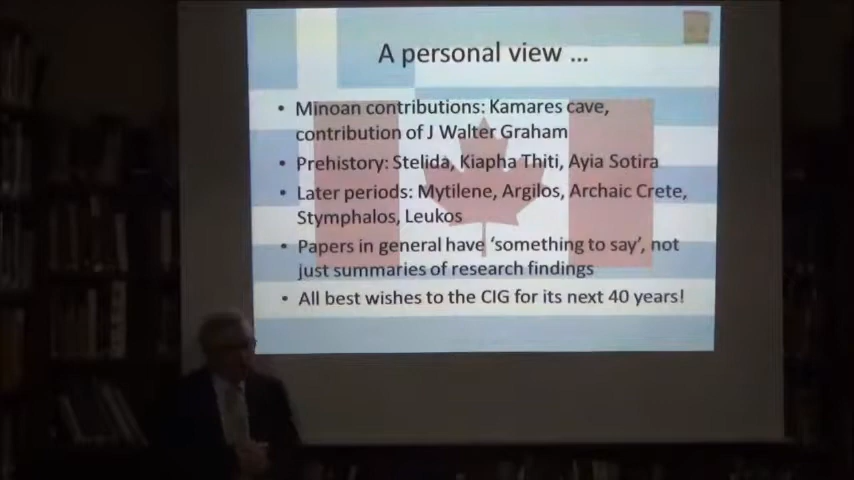 A personal view ...
• Minoan contributions: Kamares cave,
contribution of J Walter Graham
• Prehistory: Stelida, Kiapha Thiti, Ayia Sotira
• Later periods: Mytilene, Argilos, Archaic Crete,
Stymphalos, Leukos
• Papers in general have ‘something to say’, not
just summaries of research findings
• All best wishes to the CIG for its next 40 years!